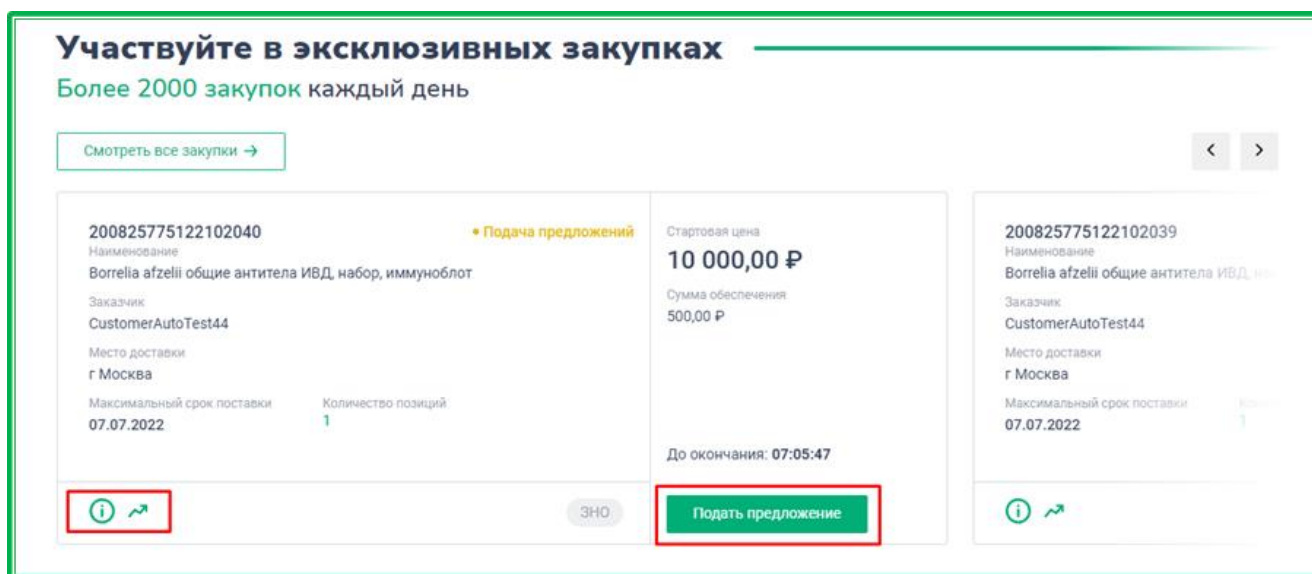 Участвуйте в эксклюзивных закупках
Более 2000 закупок каждый день
Смотреть все закупки →
200825775122102040
• Подача предложений
Наименование
Borrelia afzelii общие антитела ИВД, набор, иммуноблот
Заказчик
CustomerAutoTest44
Место доставки
г Москва
Максимальный срок поставки Количество позиций
07.07.2022 1
ЗНО
Стартовая цена
10 000,00 ₽
Сумма обеспечения
500,00 ₽
До окончания: 07:05:47
Подать предложение
200825775122102039
Наименование
Borrelia afzelii общие антитела ИВД,
Заказчик
CustomerAutoTest44
Место доставки
г Москва
Максимальный срок поставки
07.07.2022 1